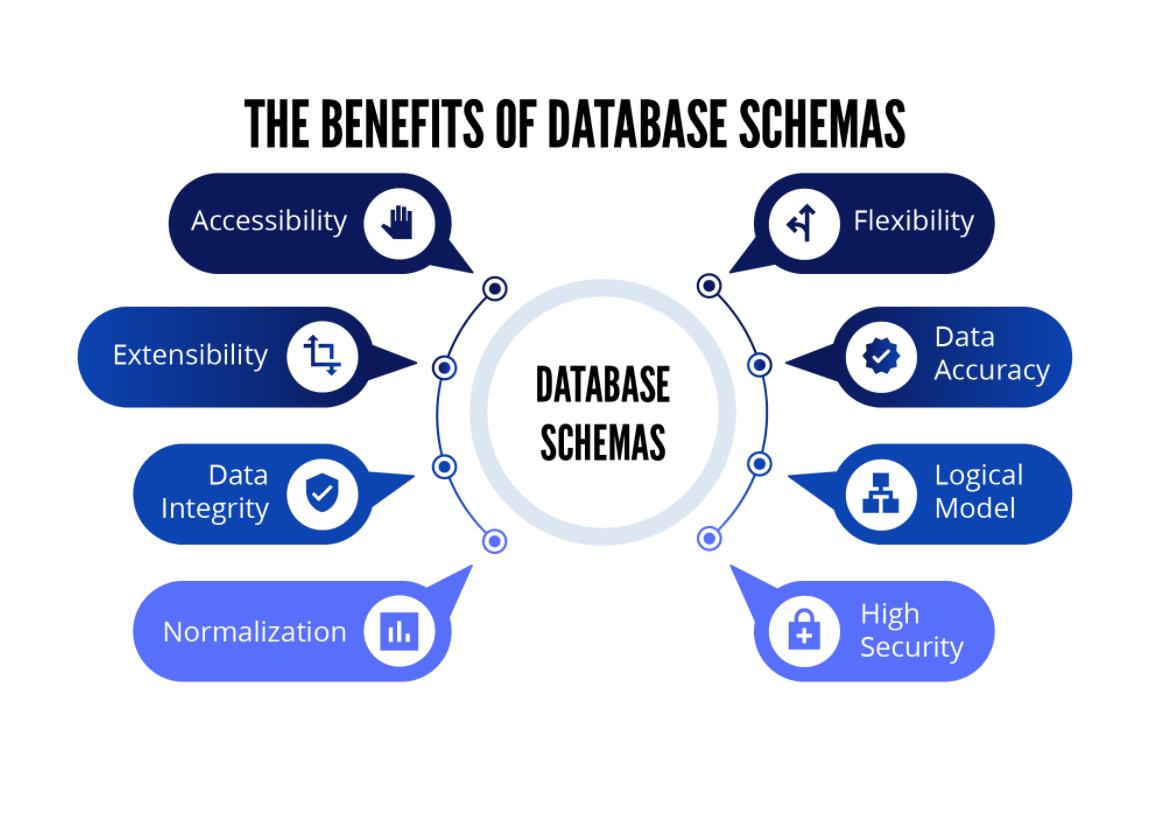 THE BENEFITS OF DATABASE SCHEMAS
Accessibility
Extensibility
Data
Integrity
Normalization
DATABASE
SCHEMAS
Flexibility
Data
Accuracy
Logical
Model
High
Security